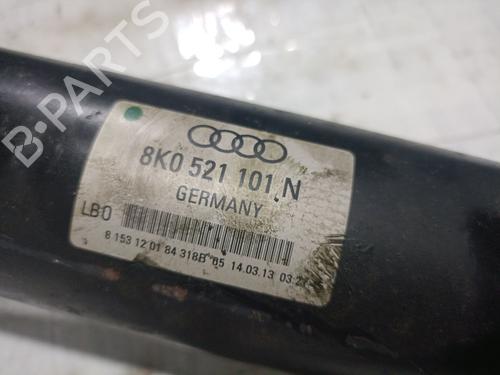 B-PARTS
8K0 521 101 N
GERMANY
LB0
8 153 12 01 84 318B 05 14.03.13 03:2